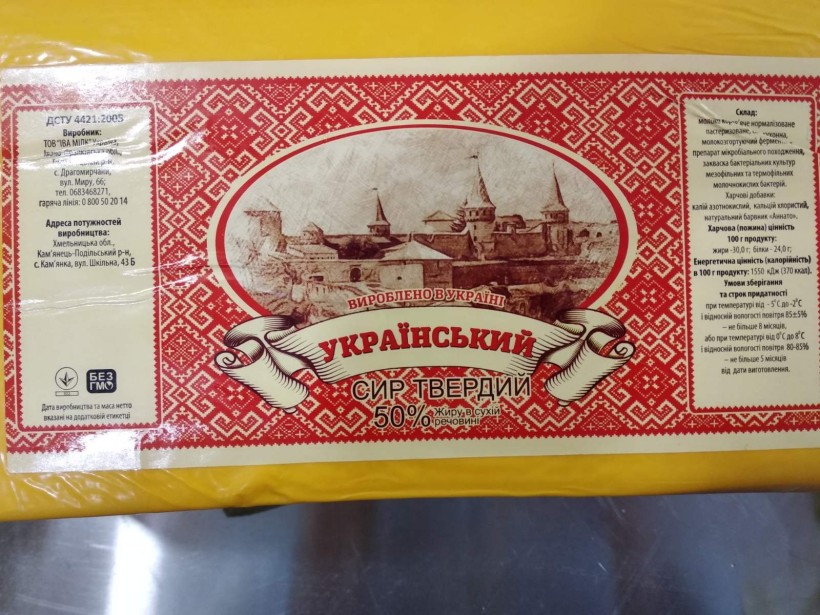 ДСТУ 4421:2005
Виробник:
ТОВ "ІВА МІЛК"
с. Драгомирчани,
вул. Миру, 66;
тел. 0683468271,
гаряча лінія: 0 800 50 20 14
Адреса потужностей
виробництва:
Хмельницька обл.,
Кам'янець-Подільський р-н,
с. Кам'янка, вул. Шкільна, 43 Б
БЕЗ
ГМО
Дата виробництва та маса нетто
вказані на додатковій етикетці
ВИРОБЛЕНО В УКРАЇНІ
УКРАЇНСЬКИЙ
СИР ТВЕРДИЙ
50% Жиру в сухій
речовині
Склад:
нормалізоване
пастеризоване,
молокозгортуючий
препарат мікробіального походження,
закваска бактеріальних культур
мезофільних та термофільних
молочнокислих бактерій.
Харчові добавки:
калій азотнокислий, кальцій хлористий,
натуральний барвник «Аннато».
Харчова (поживна) цінність
100 г продукту:
жири -30,0 г; білки - 24,0 г;
Енергетична цінність (калорійність)
в 100 г продукту: 1550 кДж (370 ккал).
Умови зберігання
та строк придатності
при температурі від - 5˚С до -2˚С
і відносній вологості повітря 85±5%
– не більше 8 місяців,
або при температурі від 0˚С до 8˚С
і відносній вологості повітря 80-85%
– не більше 5 місяців
від дати виготовлення.